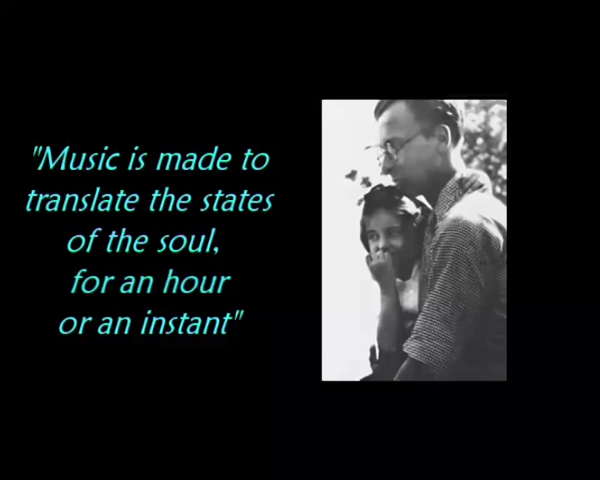 "Music is made to
translate the states
of the soul,
for an hour
or an instant"